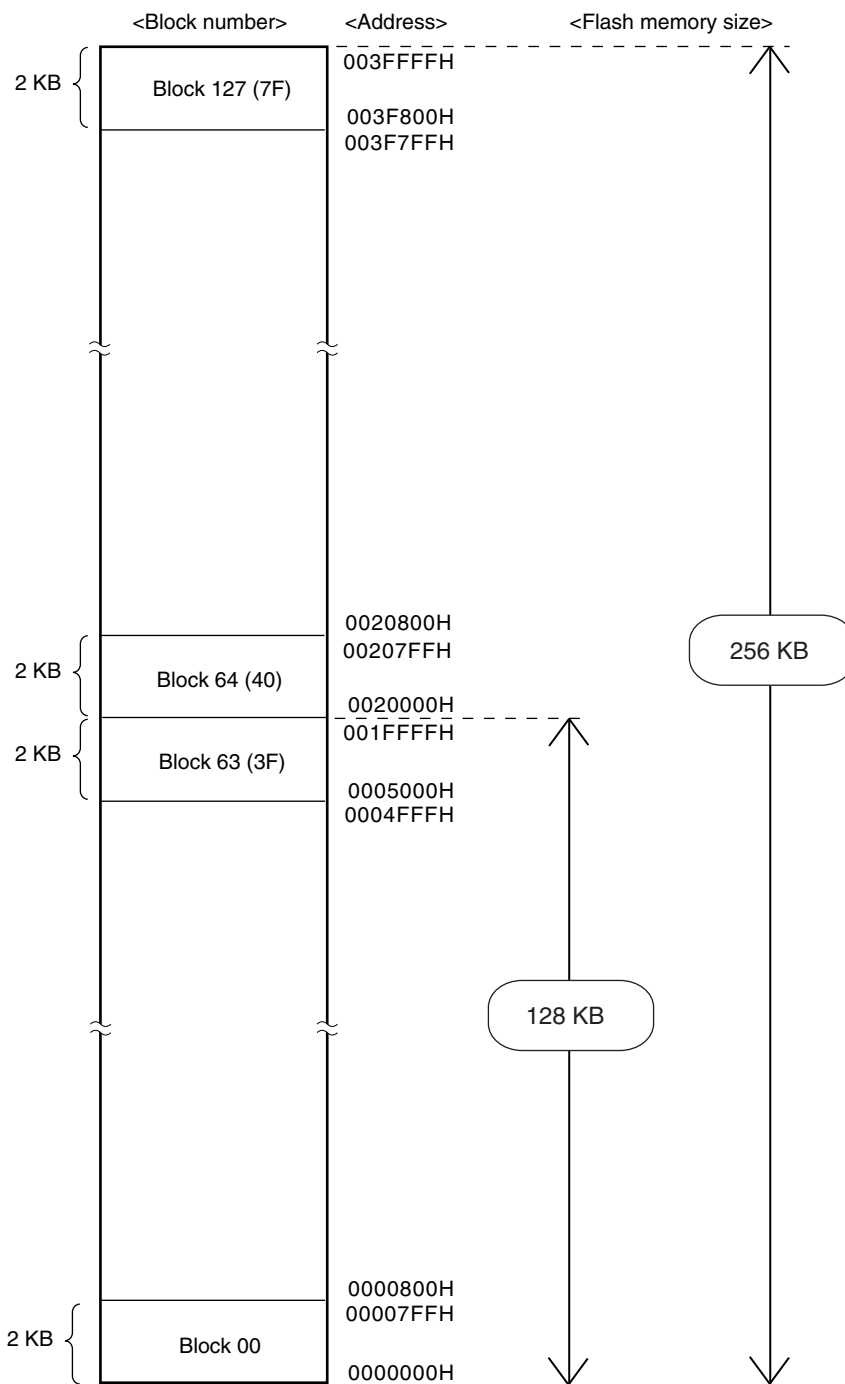 <Block number> <Address> <Flash memory size>
003FFFFH
2 KB
Block 127 (7F)
003F800H
003F7FFH
0020800H
00207FFH
256 KB
2 KB
Block 64 (40)
0020000H
001FFFFH
2 KB
Block 63 (3F)
0005000H
0004FFFH
128 KB
0000800H
00007FFH
2 KB
Block 00
0000000H